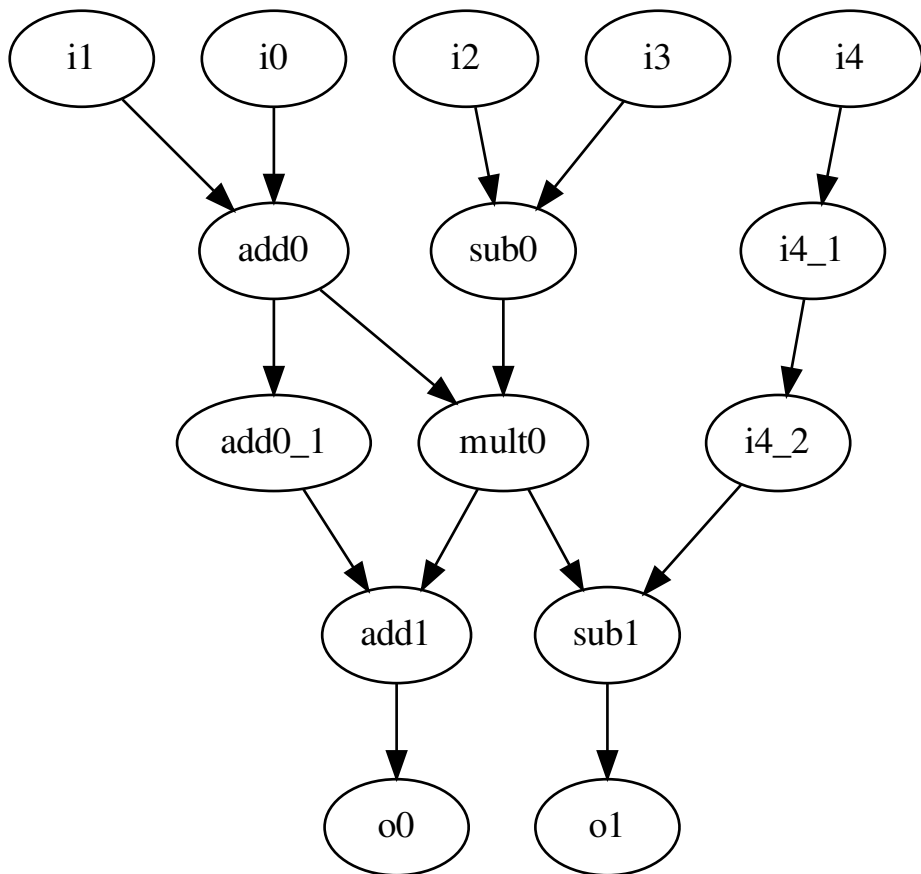 i1 i0 i2 i3 i4
add0 sub0 i4_1
add0_1 mult0 i4_2
add1 sub1
o0 o1